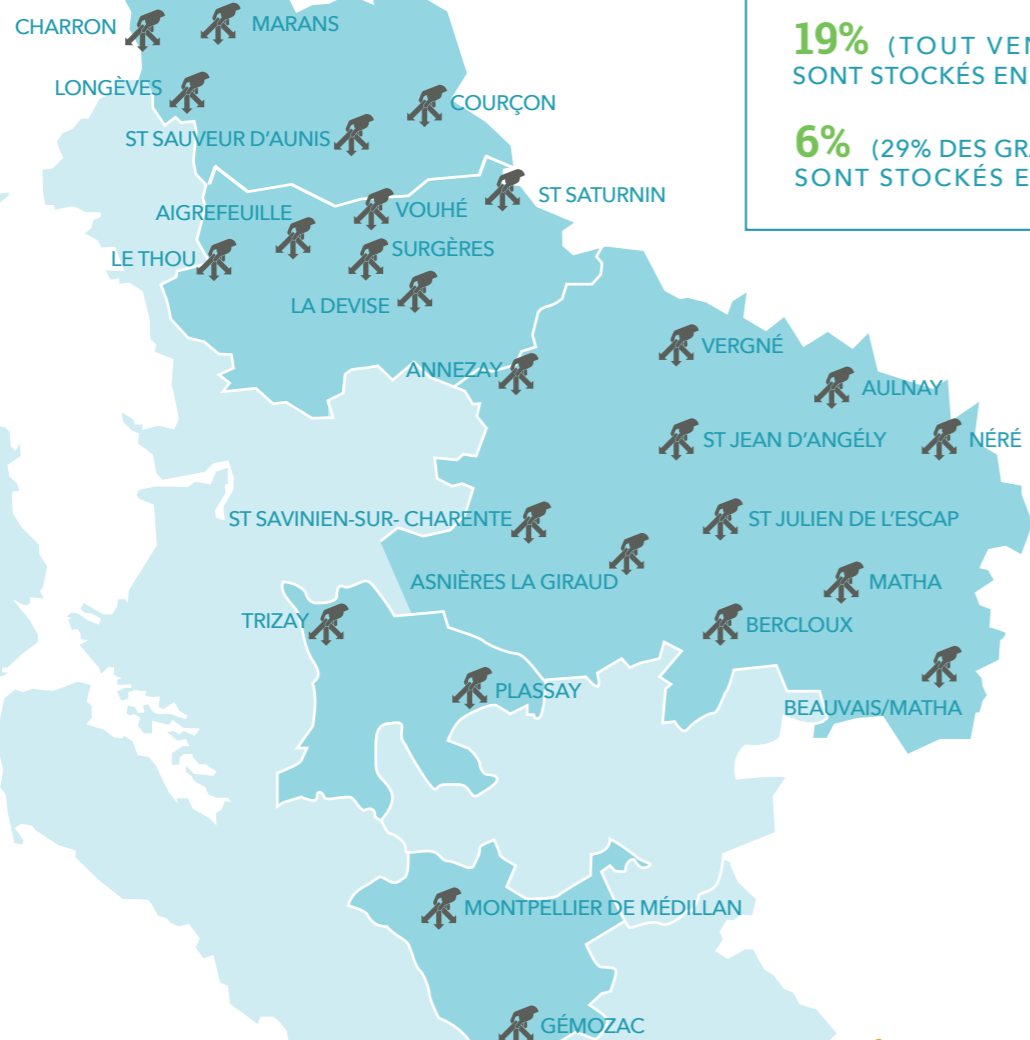 CHARRON
MARANS
19% (TOUT VEN
SONT STOCKÉS EN
LONGÈVES
COURÇON
ST SAUVEUR D'AUNIS
6% (29% DES GRA
SONT STOCKÉS E
ST SATURNIN
AIGREFEUILLE
VOUHÉ
LE THOU
SURGÈRES
LA DEVISE
VERGNÉ
ANNEZAY
AULNAY
ST JEAN D'ANGÉLY
NÉRÉ
ST SAVINIEN-SUR- CHARENTE
ST JULIEN DE L'ESCAP
ASNIÈRES LA GIRAUD
MATHA
TRIZAY
BERCLOUX
PLASSAY
BEAUVAIS/MATHA
MONTPELLIER DE MÉDILLAN
GÉMOZAC